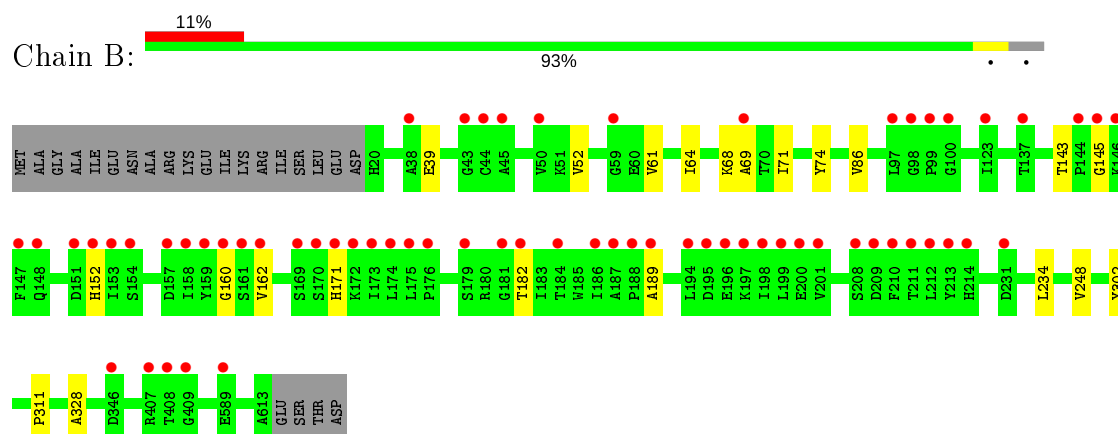 11%
Chain B:
93%
MET ALA GLY ALA ILE GLU ASN ALA ARG LYS GLU ILE LYS ARG ILE SER LEU GLU ASP H20 A38 E39 G43 C44 A45 V50 K51 V52 G59 E60 V61 I64 K68 A69 T70 I71 Y74 V86 L97 G98 P99 G100 I123 T137 T143 P144 G145 K146
F147 Q148 D151 H152 I153 S154 D157 I158 Y159 G160 S161 V162 S169 S170 H171 K172 I173 L174 L175 P176 S179 R180 G181 T182 I183 T184 W185 I186 A187 P188 A189 L194 D195 E196 K197 I198 L199 E200 V201 S208 D209 F210 T211 L212 Y213 H214 D231 L234 V248
P311 A328 D346 R407 T408 G409 E589 A613 GLU SER THR ASP